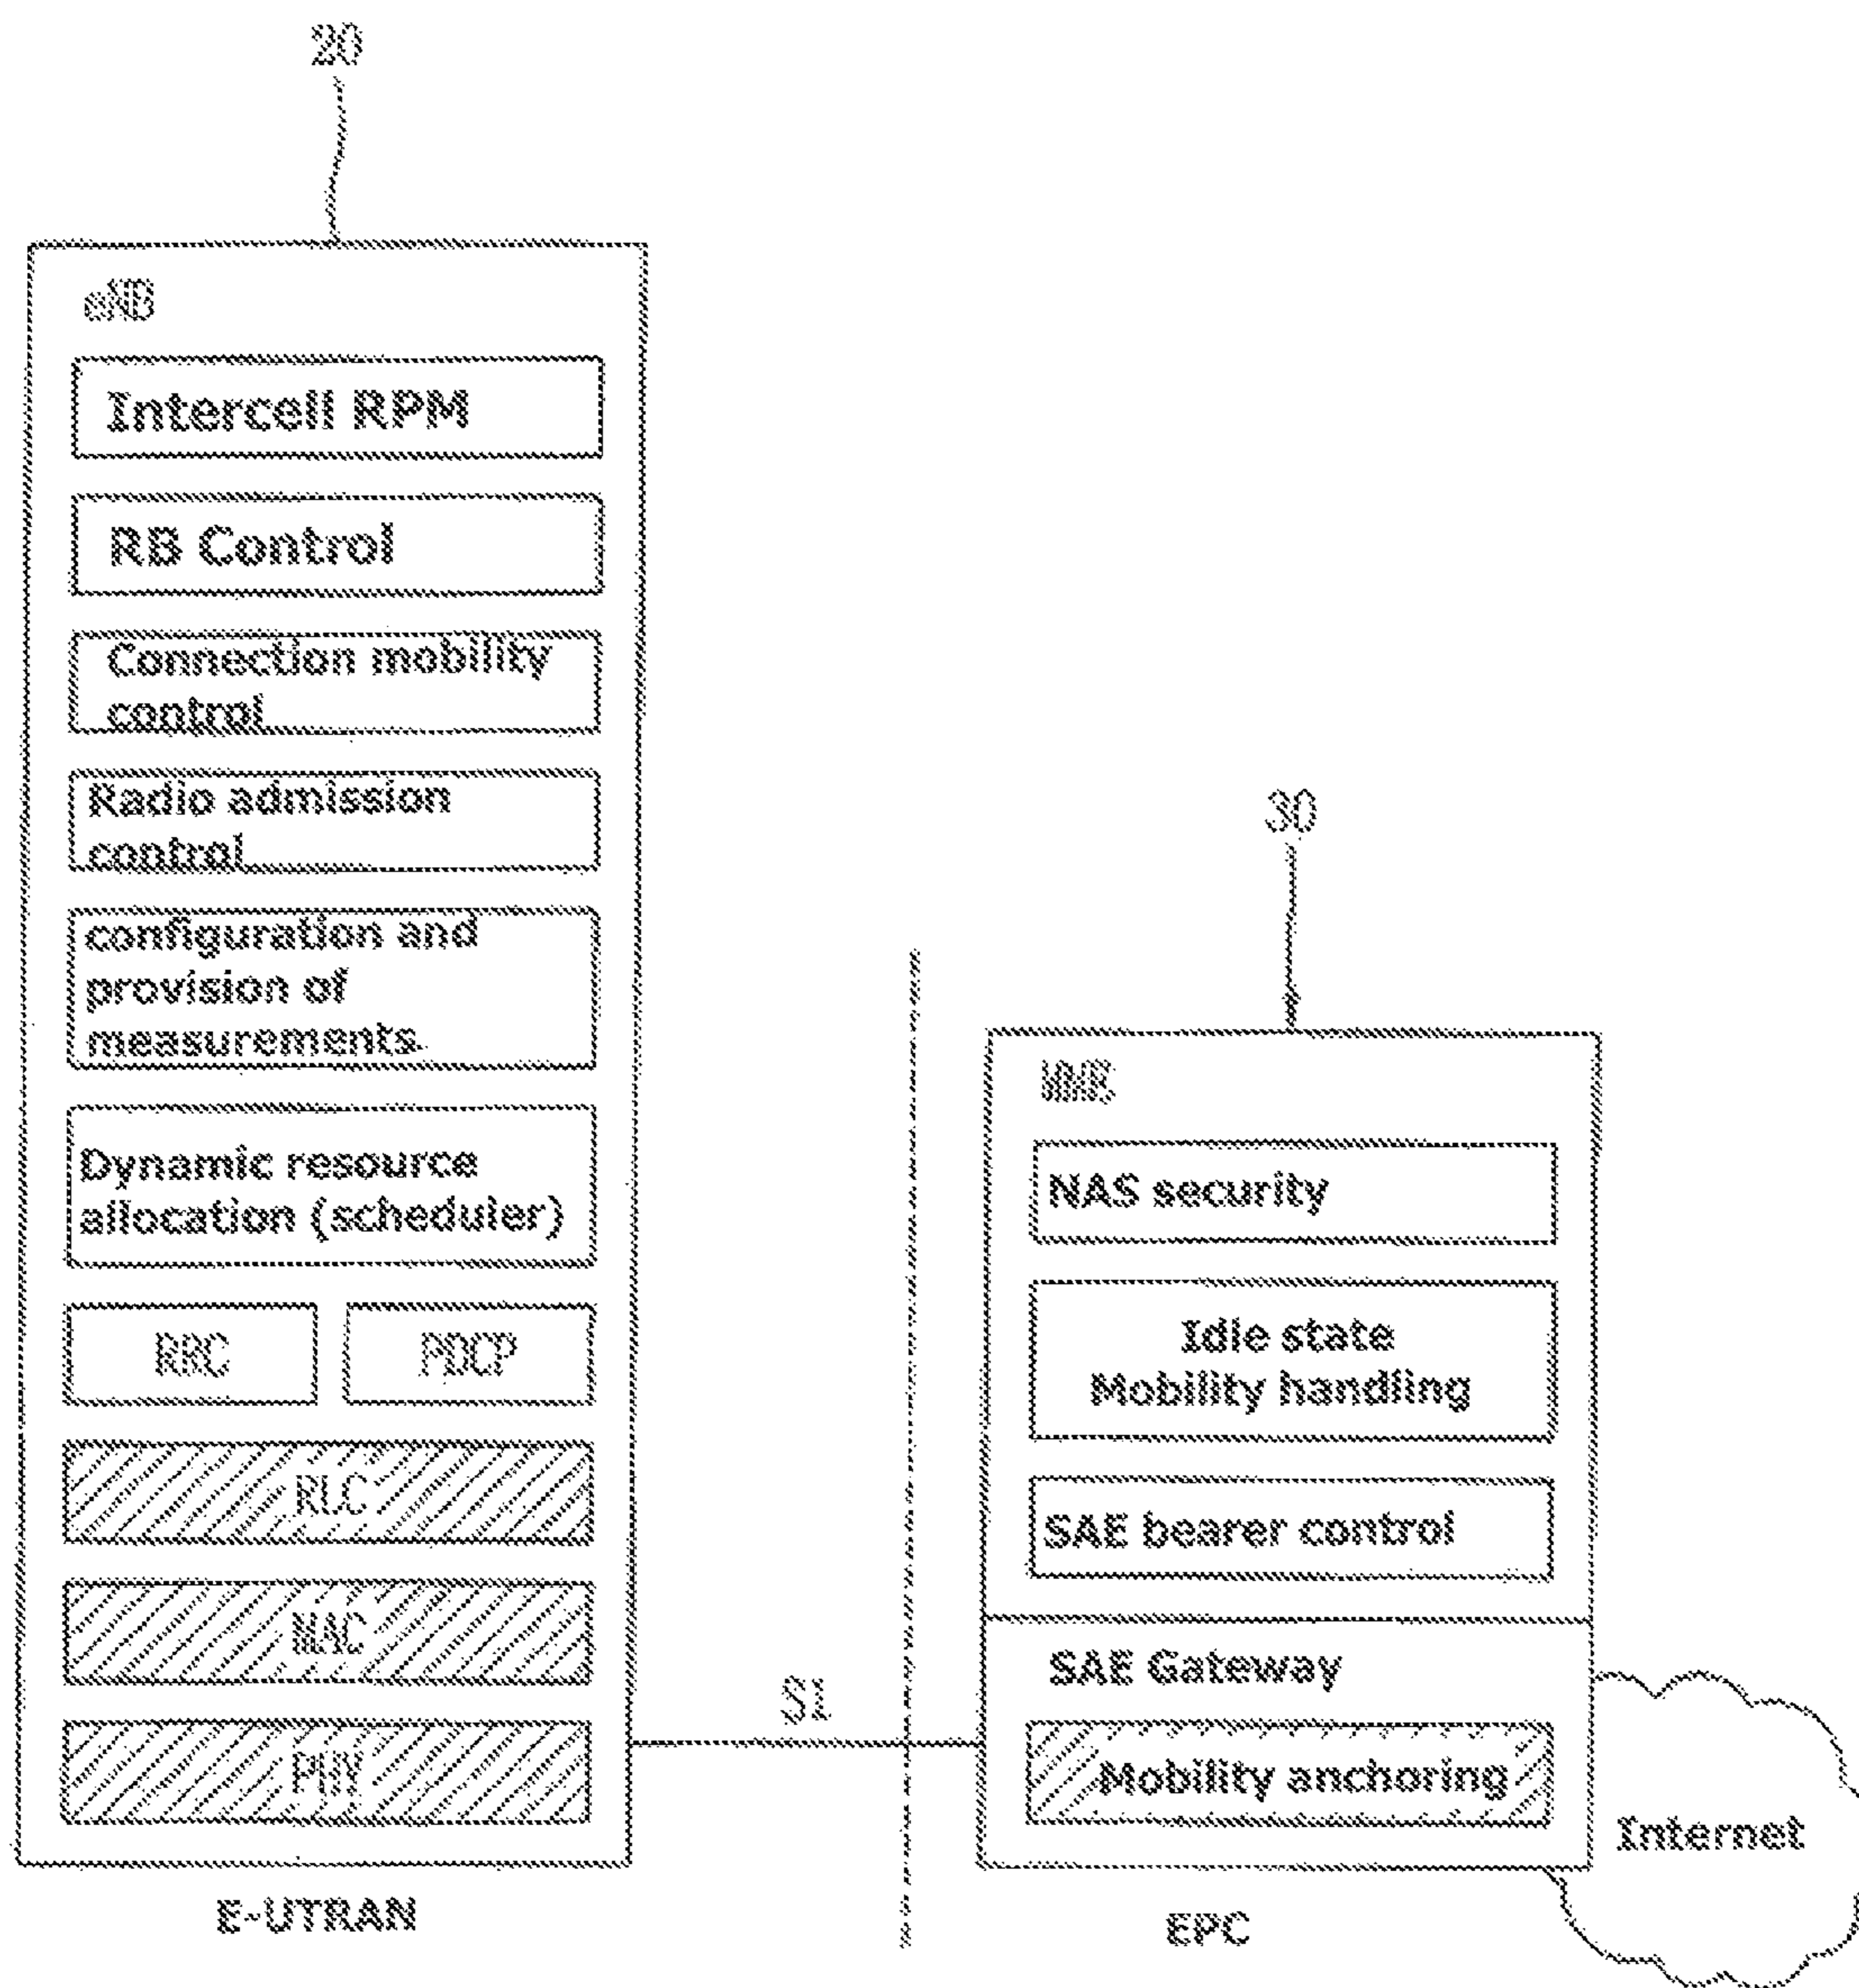 20
eNB
Intercell RPM
RB Control
Connection mobility
control
Radio admission
control
configuration and
provision of
measurements
Dynamic resource
allocation (scheduler)
RRC
PDCP
RLC
MAC
PHY
E-UTRAN
S1
30
NAS security
Idle state
Mobility handling
SAE bearer control
SAE Gateway
Mobility anchoring
EPC
Internet